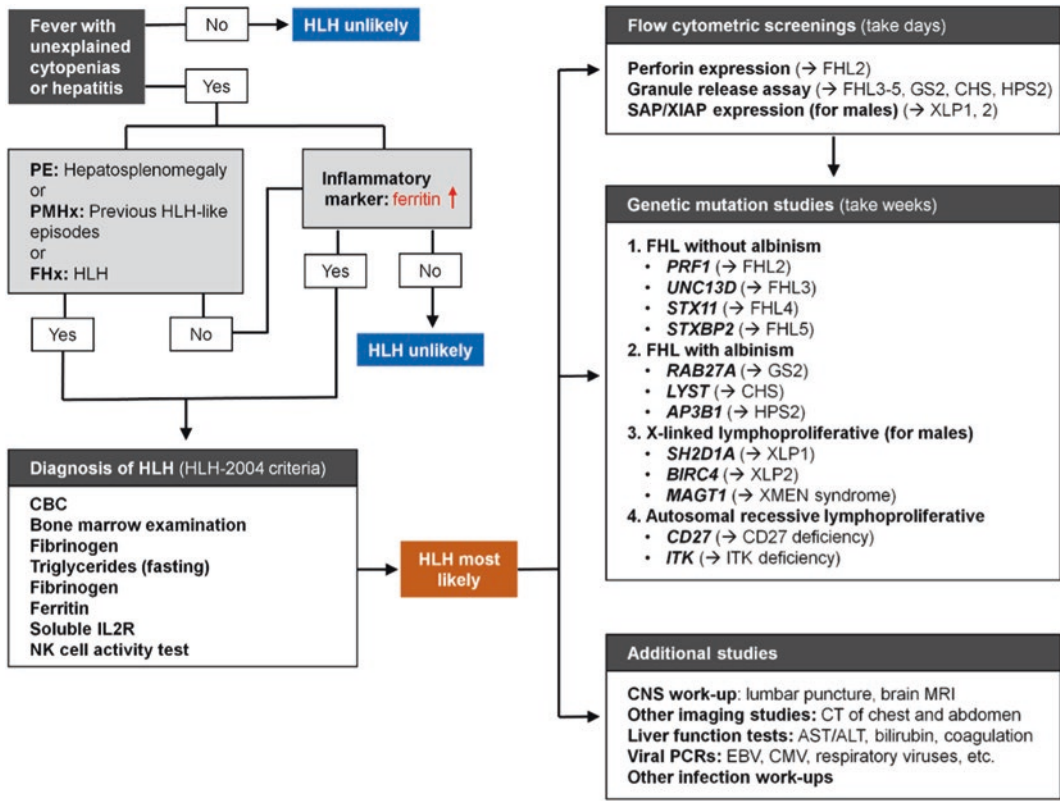 Fever with
unexplained
cytopenias
or hepatitis
No
HLH unlikely
Yes
PE: Hepatosplenomegaly
or
PMHx: Previous HLH-like
episodes
or
FHx: HLH
Inflammatory
marker: ferritin ↑
Yes
No
Yes
No
HLH unlikely
Diagnosis of HLH (HLH-2004 criteria)
CBC
Bone marrow examination
Fibrinogen
Triglycerides (fasting)
Fibrinogen
Ferritin
Soluble IL2R
NK cell activity test
HLH most
likely
Flow cytometric screenings (take days)
Perforin expression (→ FHL2)
Granule release assay (→ FHL3-5, GS2, CHS, HPS2)
SAP/XIAP expression (for males) (→ XLP1, 2)
Genetic mutation studies (take weeks)
1. FHL without albinism
• PRF1 (→ FHL2)
• UNC13D (→ FHL3)
• STX11 (→ FHL4)
• STXBP2 (→ FHL5)
2. FHL with albinism
• RAB27A (→ GS2)
• LYST (→ CHS)
• AP3B1 (→ HPS2)
3. X-linked lymphoproliferative (for males)
• SH2D1A (→ XLP1)
• BIRC4 (→ XLP2)
• MAGT1 (→ XMEN syndrome)
4. Autosomal recessive lymphoproliferative
• CD27 (→ CD27 deficiency)
• ITK (→ ITK deficiency)
Additional studies
CNS work-up: lumbar puncture, brain MRI
Other imaging studies: CT of chest and abdomen
Liver function tests: AST/ALT, bilirubin, coagulation
Viral PCRs: EBV, CMV, respiratory viruses, etc.
Other infection work-ups